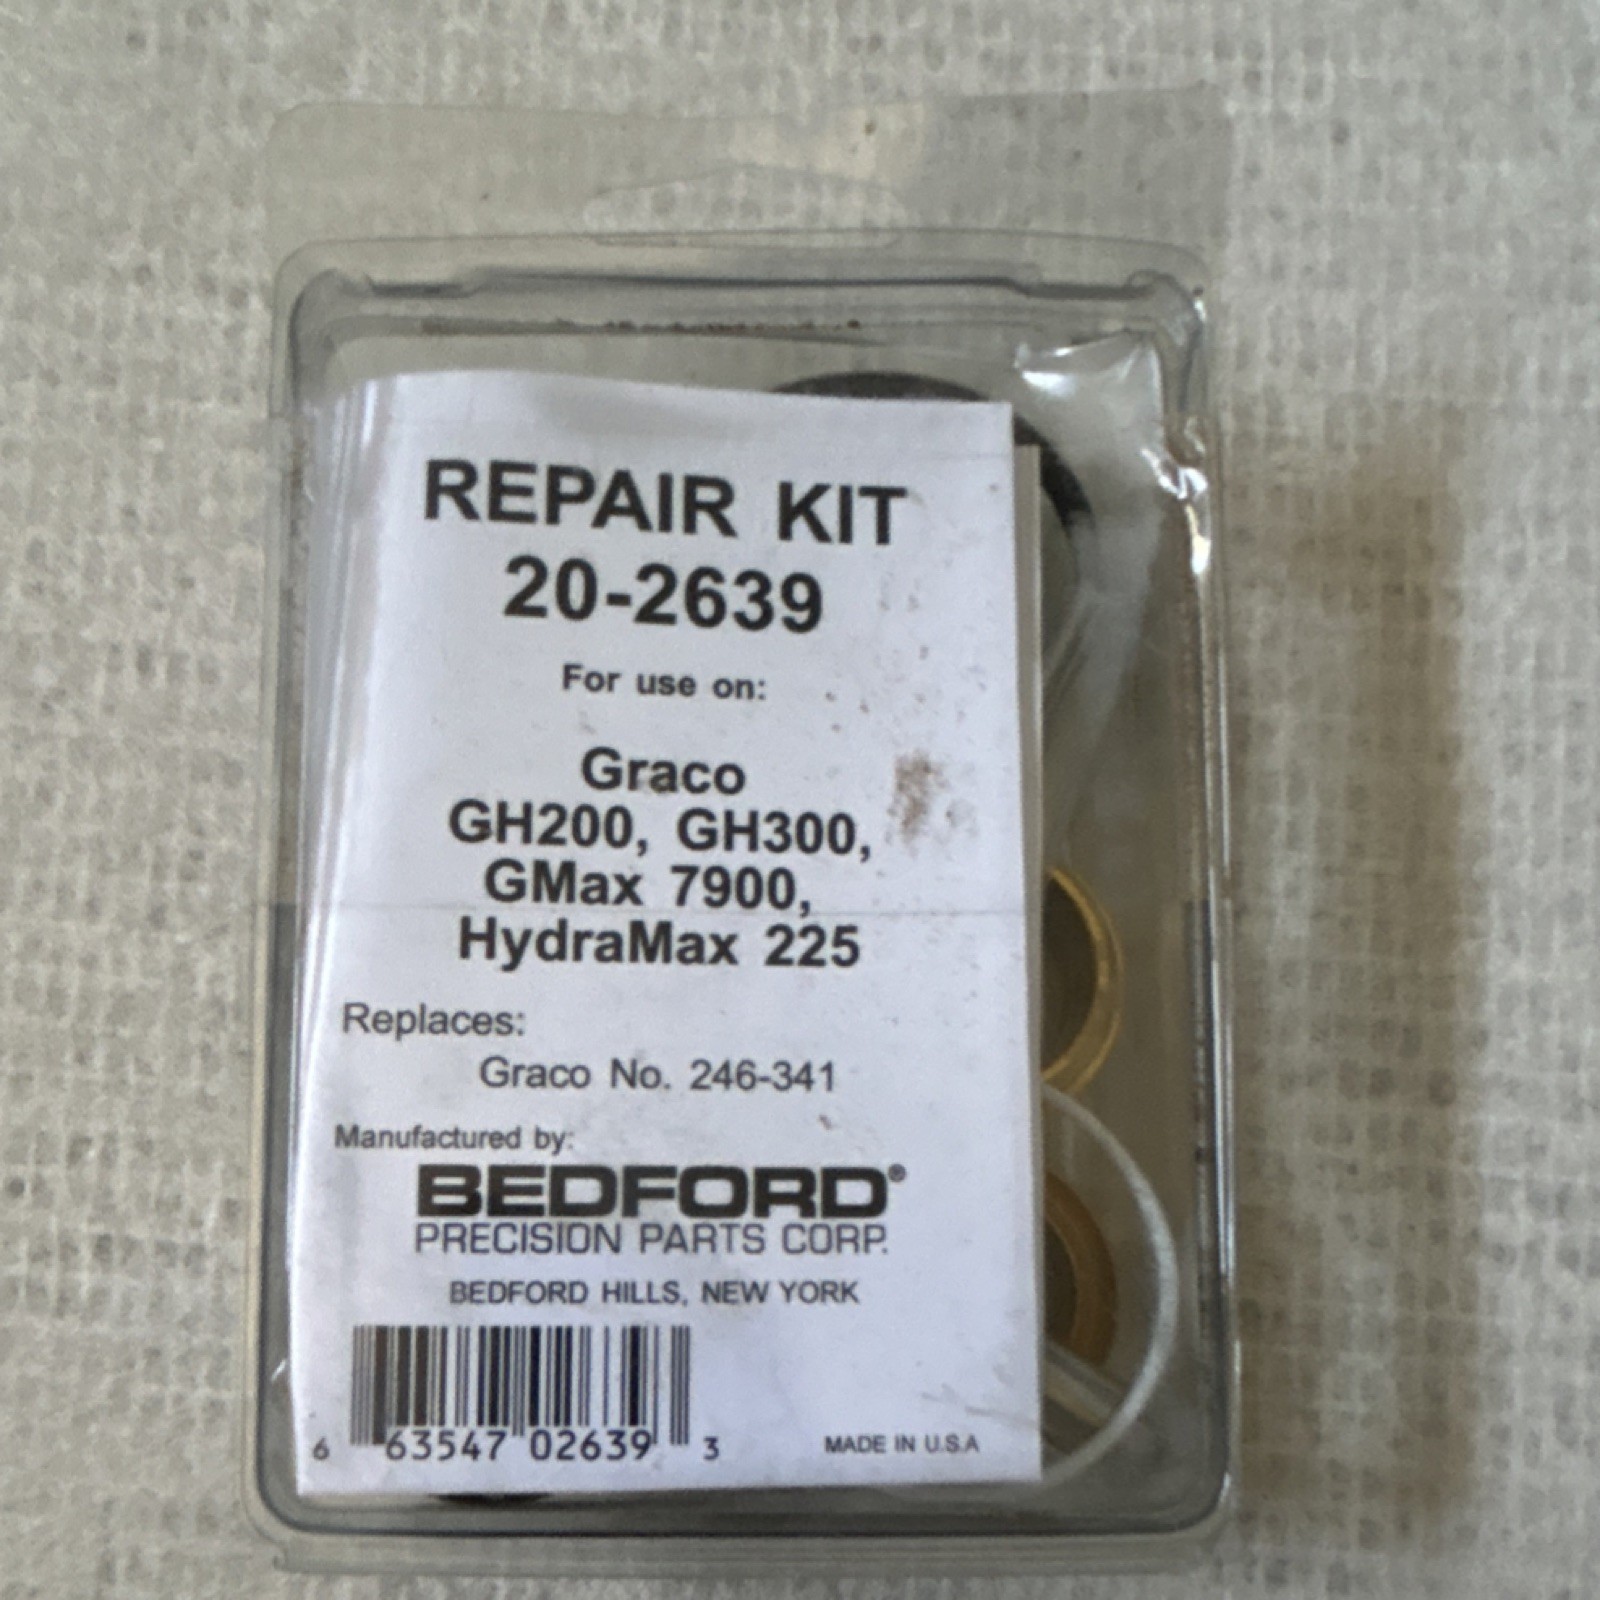 REPAIR KIT
20-2639
For use on:
Graco
GH200, GH300,
GMax 7900,
HydraMax 225
Replaces:
Graco No. 246-341
Manufactured by:
BEDFORD®
PRECISION PARTS CORP.
BEDFORD HILLS, NEW YORK
6 63547 02639 3
MADE IN U.S.A